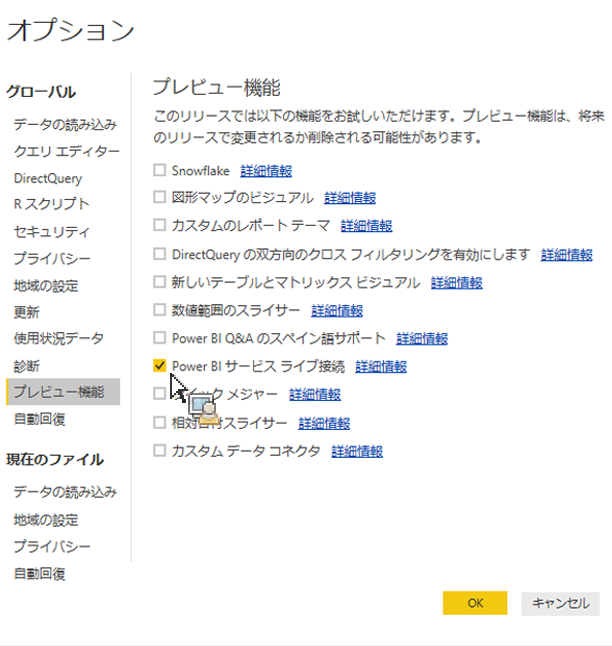 オプション
グローバル
データの読み込み
クエリ エディター
DirectQuery
R スクリプト
セキュリティ
プライバシー
地域の設定
更新
使用状況データ
診断
プレビュー機能
自動回復
現在のファイル
データの読み込み
地域の設定
プライバシー
自動回復
プレビュー機能
このリリースでは以下の機能をお試しいただけます。プレビュー機能は、将来
のリリースで変更されるか削除される可能性があります。
Snowflake 詳細情報
図形マップのビジュアル 詳細情報
カスタムのレポート テーマ 詳細情報
DirectQuery の双方向のクロス フィルタリングを有効にします 詳細情報
新しいテーブルとマトリックス ビジュアル 詳細情報
数値範囲のスライサー 詳細情報
Power BI Q&A のスペイン語サポート 詳細情報
Power BI サービス ライブ接続 詳細情報
メジャー 詳細情報
相対日付スライサー 詳細情報
カスタム データ コネクタ 詳細情報
OK
キャンセル